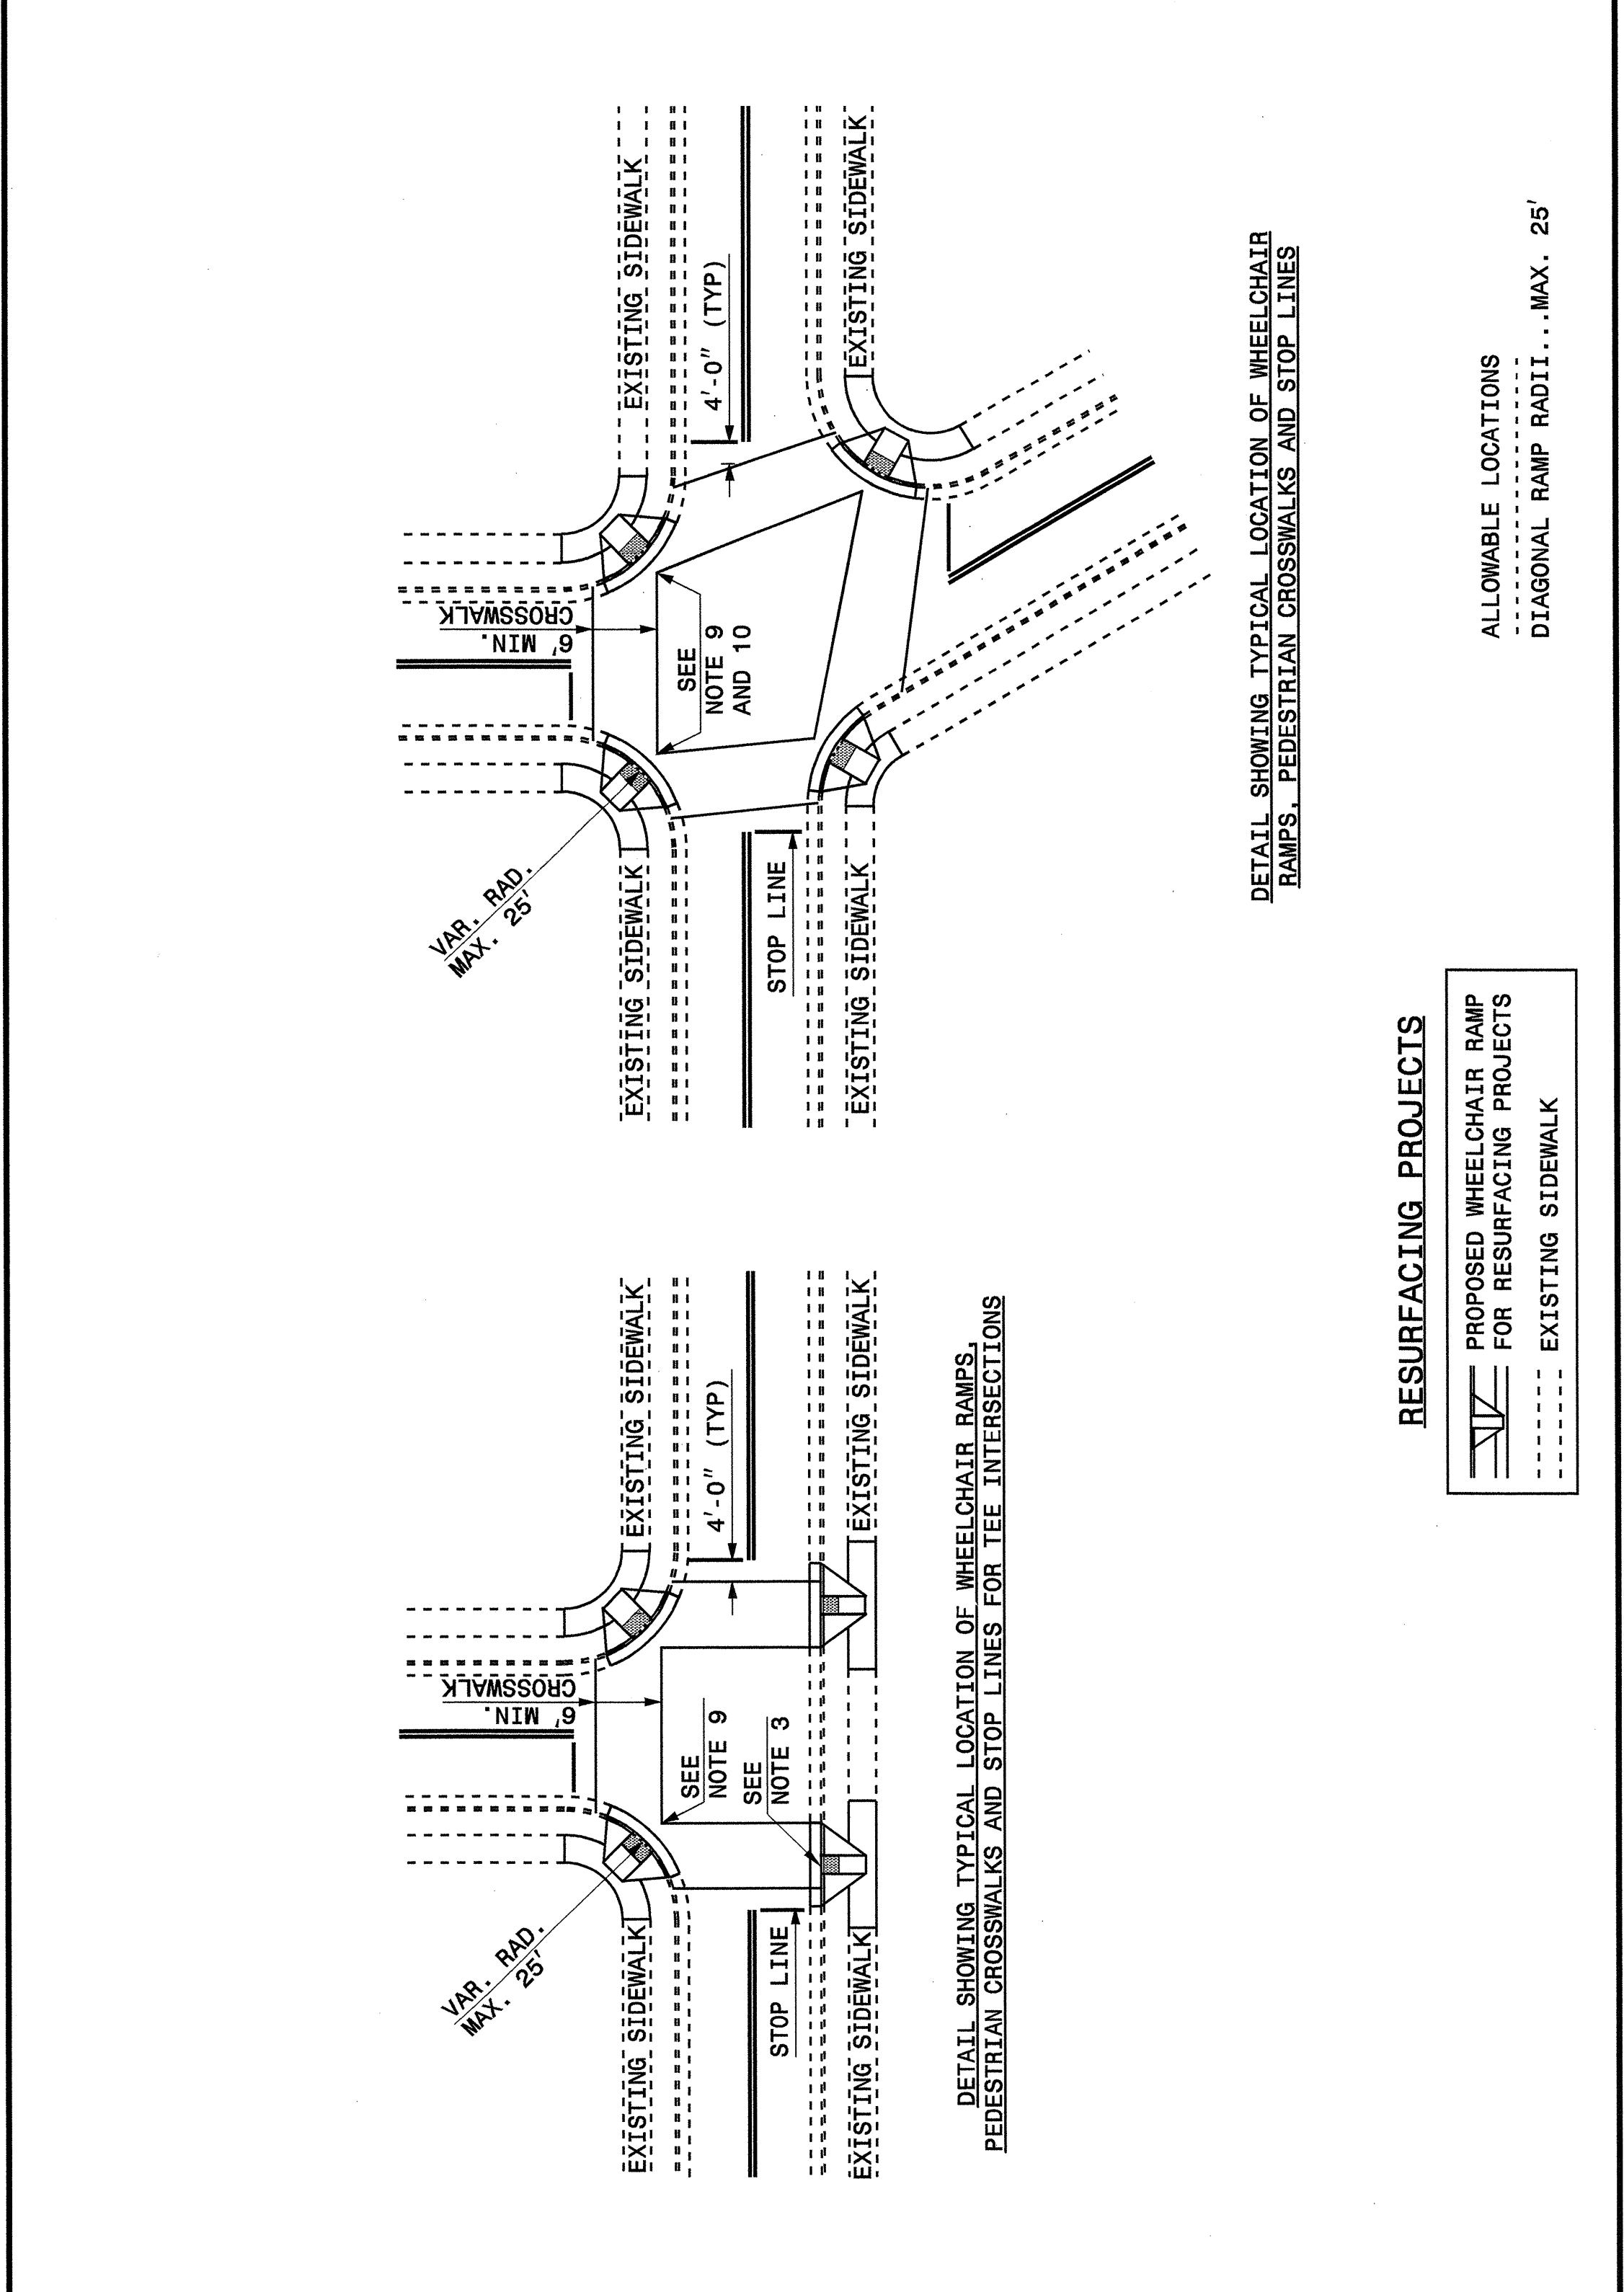 VAR. RAD.
MAX. 25'
6' MIN.
CROSSWALK
EXISTING SIDEWALK
EXISTING SIDEWALK
4'-0" (TYP)
SEE
NOTE 9
SEE
NOTE 3
STOP LINE
EXISTING SIDEWALK
EXISTING SIDEWALK
DETAIL SHOWING TYPICAL LOCATION OF WHEELCHAIR RAMPS,
PEDESTRIAN CROSSWALKS AND STOP LINES FOR TEE INTERSECTIONS
VAR. RAD.
MAX. 25'
6' MIN.
CROSSWALK
EXISTING SIDEWALK
EXISTING SIDEWALK
4'-0" (TYP)
SEE
NOTE 9
AND 10
STOP LINE
EXISTING SIDEWALK
EXISTING SIDEWALK
DETAIL SHOWING TYPICAL LOCATION OF WHEELCHAIR
RAMPS, PEDESTRIAN CROSSWALKS AND STOP LINES
RESURFACING PROJECTS
PROPOSED WHEELCHAIR RAMP
FOR RESURFACING PROJECTS
EXISTING SIDEWALK
ALLOWABLE LOCATIONS
DIAGONAL RAMP RADII...MAX. 25'